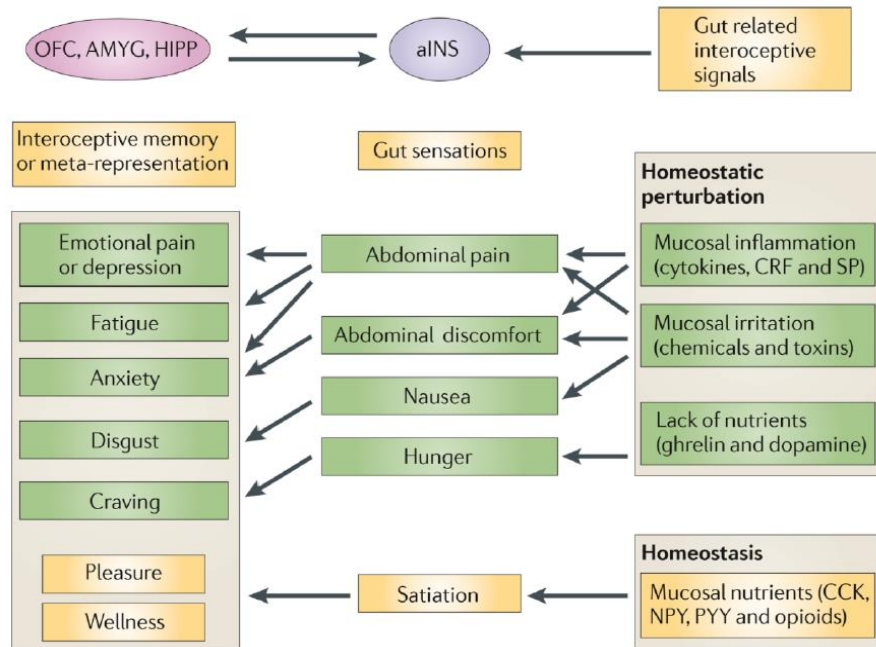 OFC, AMYG, HIPP
aINS
Gut related
interoceptive
signals
Interoceptive memory
or meta-representation
Gut sensations
Homeostatic
perturbation
Emotional pain
or depression
Abdominal pain
Mucosal inflammation
(cytokines, CRF and SP)
Fatigue
Abdominal discomfort
Mucosal irritation
(chemicals and toxins)
Anxiety
Nausea
Disgust
Hunger
Lack of nutrients
(ghrelin and dopamine)
Craving
Homeostasis
Pleasure
Satiation
Mucosal nutrients (CCK,
NPY, PYY and opioids)
Wellness